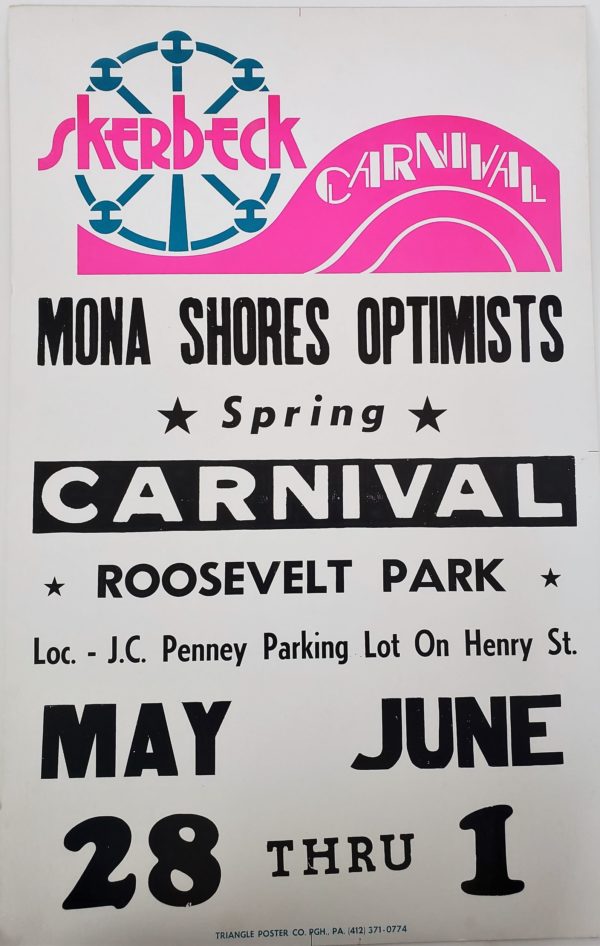 SKERBECK
CARNIVAL
MONA SHORES OPTIMISTS
★ Spring ★
CARNIVAL
★ ROOSEVELT PARK ★
Loc. - J.C. Penney Parking Lot On Henry St.
MAY JUNE
28 THRU 1
TRIANGLE POSTER CO. PGH., PA. (412) 371-0774